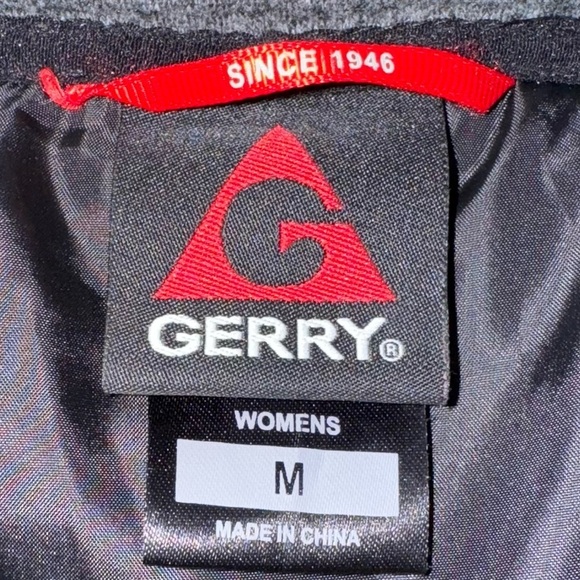 SINCE 1946
G
GERRY®
WOMENS
M
MADE IN CHINA